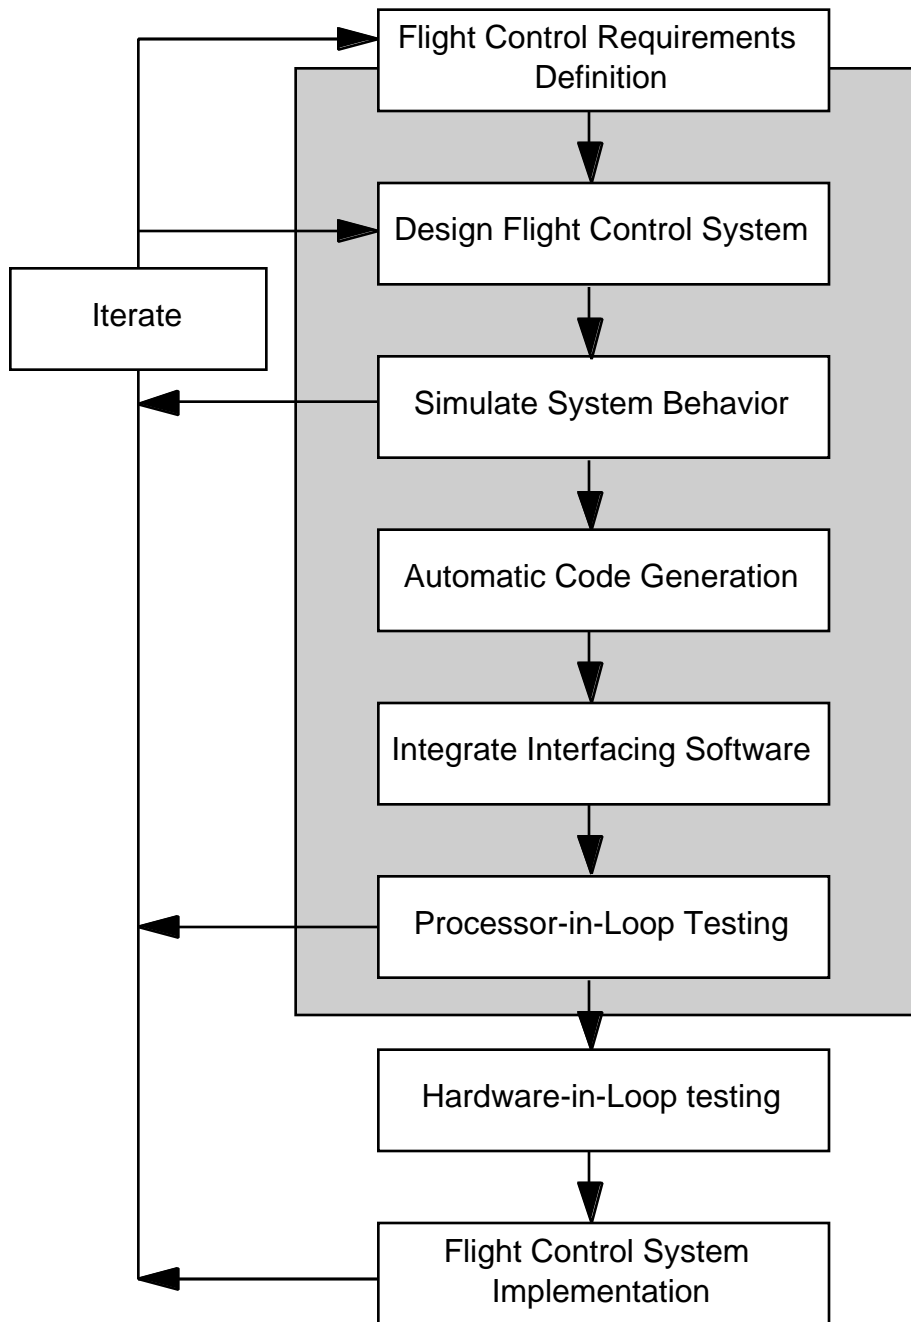 Flight Control Requirements
Definition
Design Flight Control System
Iterate
Simulate System Behavior
Automatic Code Generation
Integrate Interfacing Software
Processor-in-Loop Testing
Hardware-in-Loop testing
Flight Control System
Implementation